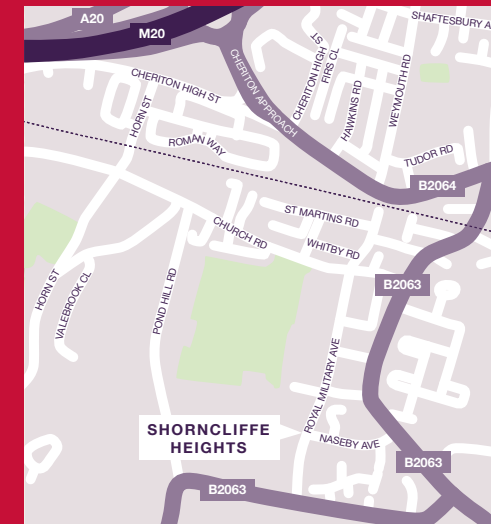 A20
M20
SHAFTESBURY A
CHERITON HIGH ST
CHERITON APPROACH
CHERITON HIGH ST
FIRS CL
HAWKINS RD
WEYMOUTH RD
HORN ST
ROMAN WAY
TUDOR RD
B2064
ST MARTINS RD
CHURCH RD
WHITBY RD
HORN ST
VALEBROOK CL
POND HILL RD
B2063
ROYAL MILITARY AVE
SHORNCLIFFE
HEIGHTS
NASEBY AVE
B2063
B2063